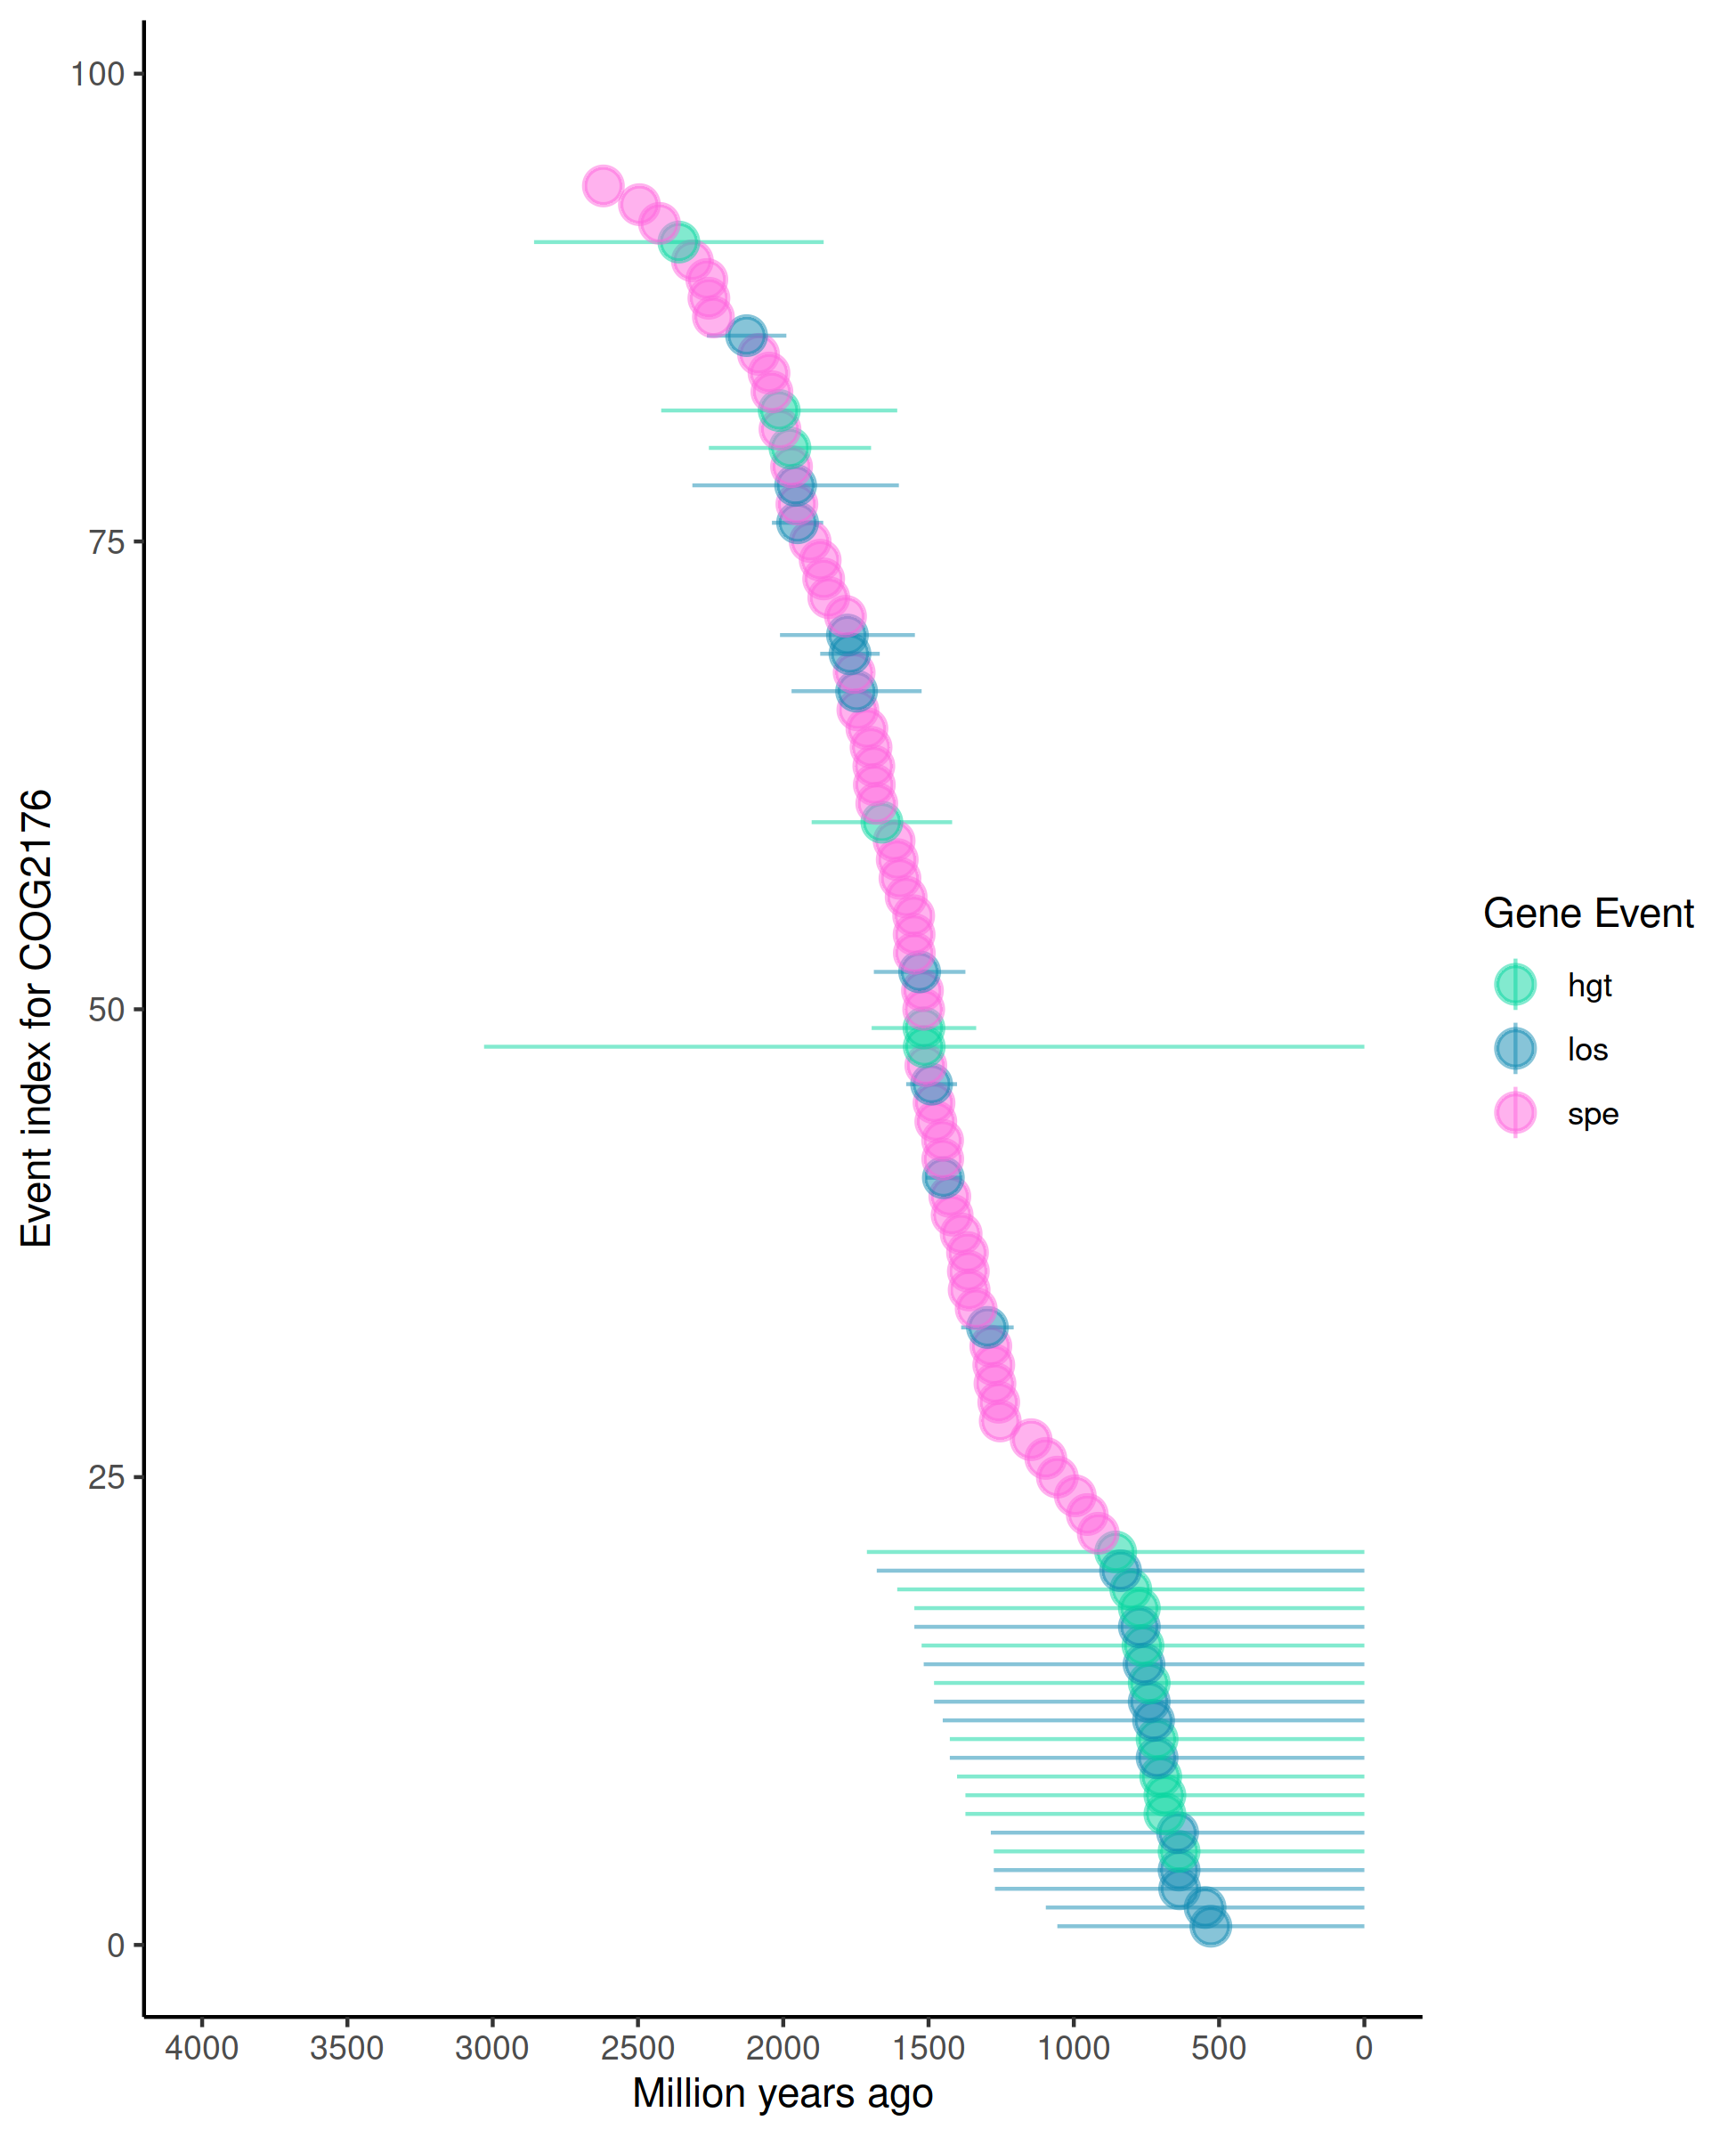 Event index for COG2176
100
75
50
25
0
4000 3500 3000 2500 2000 1500 1000 500 0
Million years ago
Gene Event
hgt
los
spe